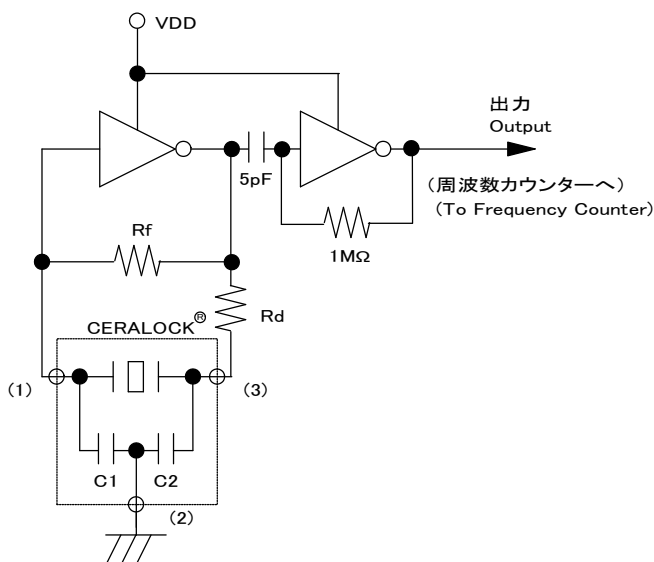 VDD
出力
Output
5pF
(周波数カウンターへ)
(To Frequency Counter)
Rf
1MΩ
Rd
CERALOCK®
(1)
(3)
C1
C2
(2)